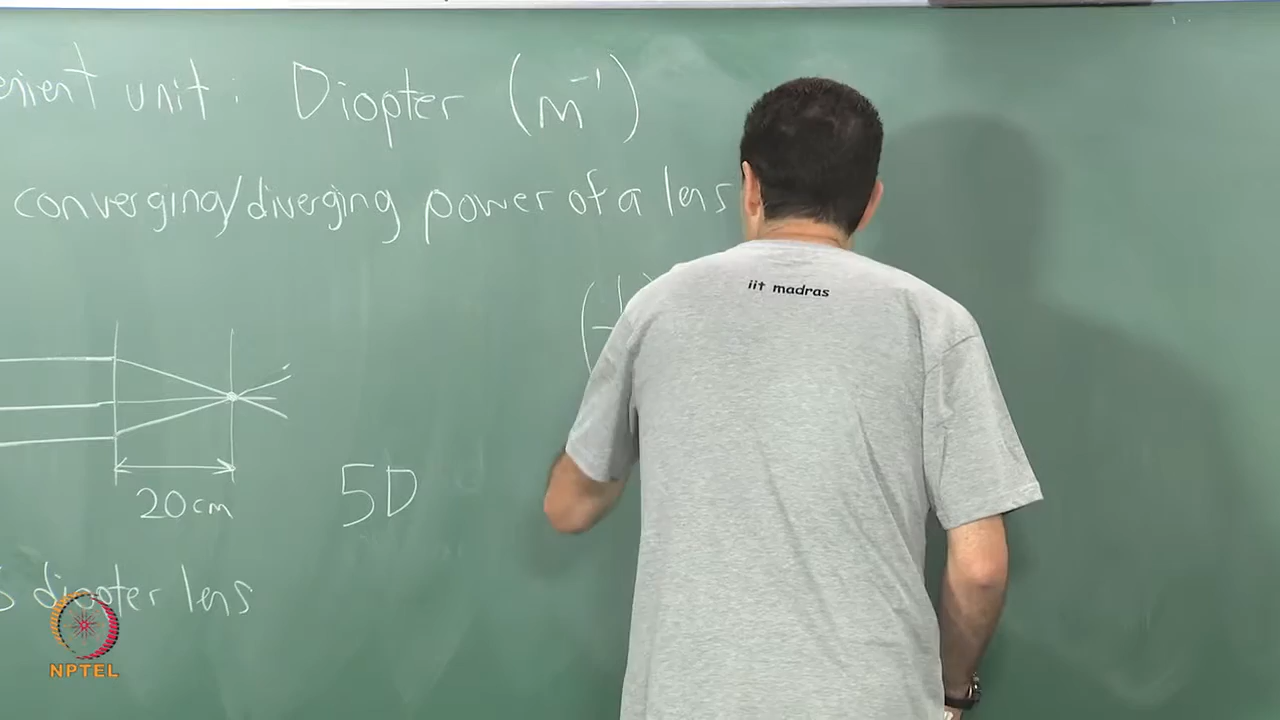 enient unit : Diopter (m⁻¹)
converging/diverging power of a lens
iit madras
20cm
5D
diopter lens
NPTEL